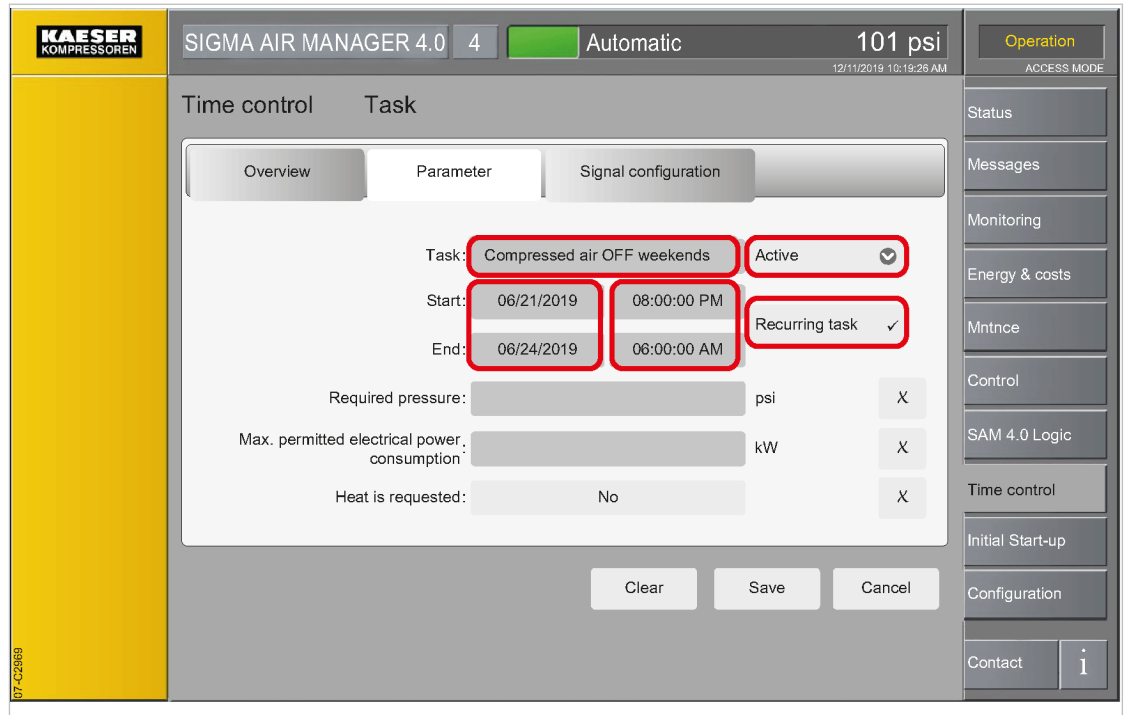 KAESER
KOMPRESSOREN
SIGMA AIR MANAGER 4.0 4 Automatic 101 psi
12/11/2019 10:19:26 AM
Operation
ACCESS MODE
Time control Task
Overview Parameter Signal configuration
Task: Compressed air OFF weekends Active
Start: 06/21/2019 08:00:00 PM
Recurring task ✓
End: 06/24/2019 06:00:00 AM
Required pressure: psi X
Max. permitted electrical power
consumption: kW X
Heat is requested: No X
Clear Save Cancel
Status
Messages
Monitoring
Energy & costs
Mntnce
Control
SAM 4.0 Logic
Time control
Initial Start-up
Configuration
Contact i
07-C2969